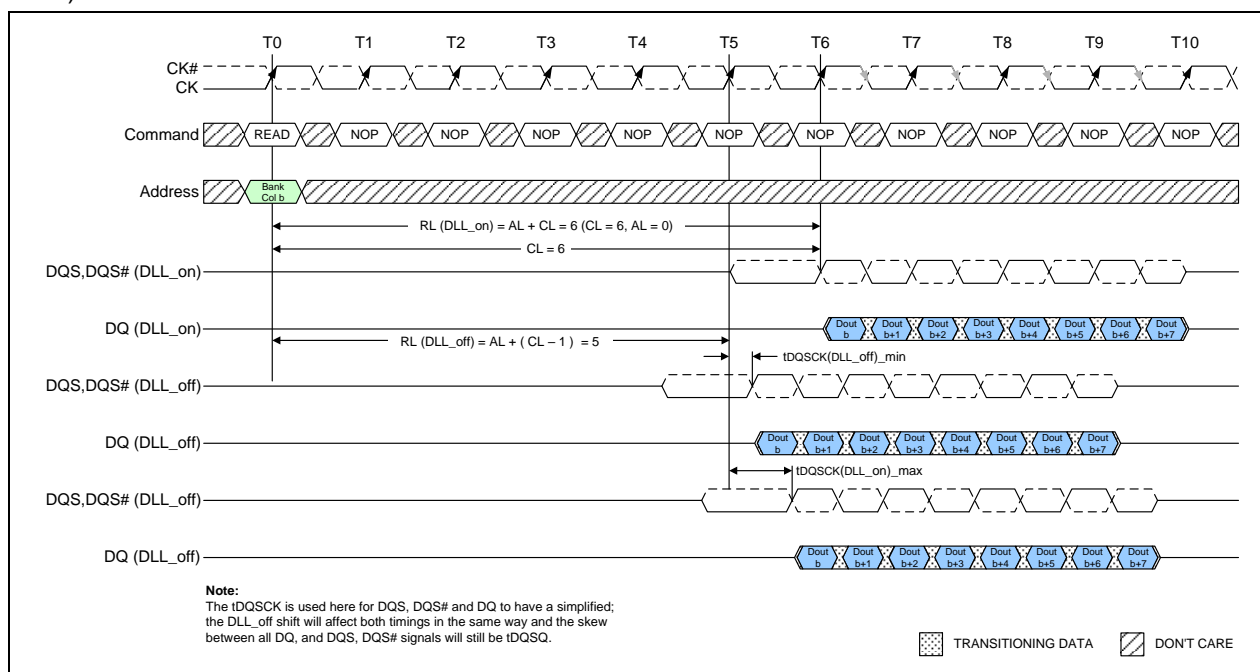 T0 T1 T2 T3 T4 T5 T6 T7 T8 T9 T10
CK#
CK
Command READ NOP NOP NOP NOP NOP NOP NOP NOP NOP NOP
Address Bank
Col b
RL (DLL_on) = AL + CL = 6 (CL = 6, AL = 0)
CL = 6
DQS,DQS# (DLL_on)
DQ (DLL_on) Dout b Dout b+1 Dout b+2 Dout b+3 Dout b+4 Dout b+5 Dout b+6 Dout b+7
RL (DLL_off) = AL + ( CL – 1 ) = 5
tDQSCK(DLL_off)_min
DQS,DQS# (DLL_off)
DQ (DLL_off) Dout b Dout b+1 Dout b+2 Dout b+3 Dout b+4 Dout b+5 Dout b+6 Dout b+7
tDQSCK(DLL_on)_max
DQS,DQS# (DLL_off)
DQ (DLL_off) Dout b Dout b+1 Dout b+2 Dout b+3 Dout b+4 Dout b+5 Dout b+6 Dout b+7
Note:
The tDQSCK is used here for DQS, DQS# and DQ to have a simplified;
the DLL_off shift will affect both timings in the same way and the skew
between all DQ, and DQS, DQS# signals will still be tDQSQ.
TRANSITIONING DATA DON'T CARE